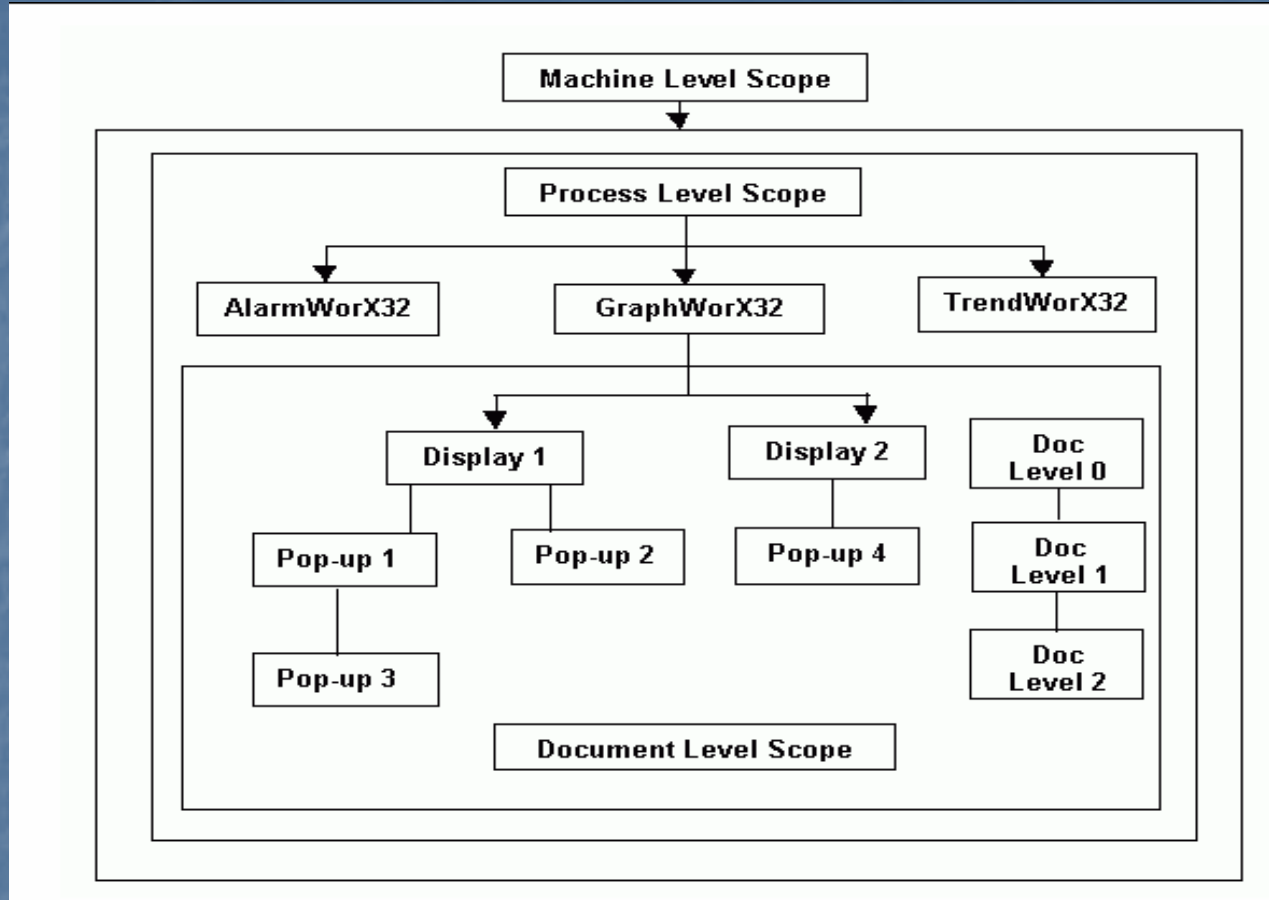 Machine Level Scope
Process Level Scope
AlarmWorX32
GraphWorX32
TrendWorX32
Display 1
Display 2
Doc
Level 0
Pop-up 1
Pop-up 2
Pop-up 4
Doc
Level 1
Pop-up 3
Doc
Level 2
Document Level Scope